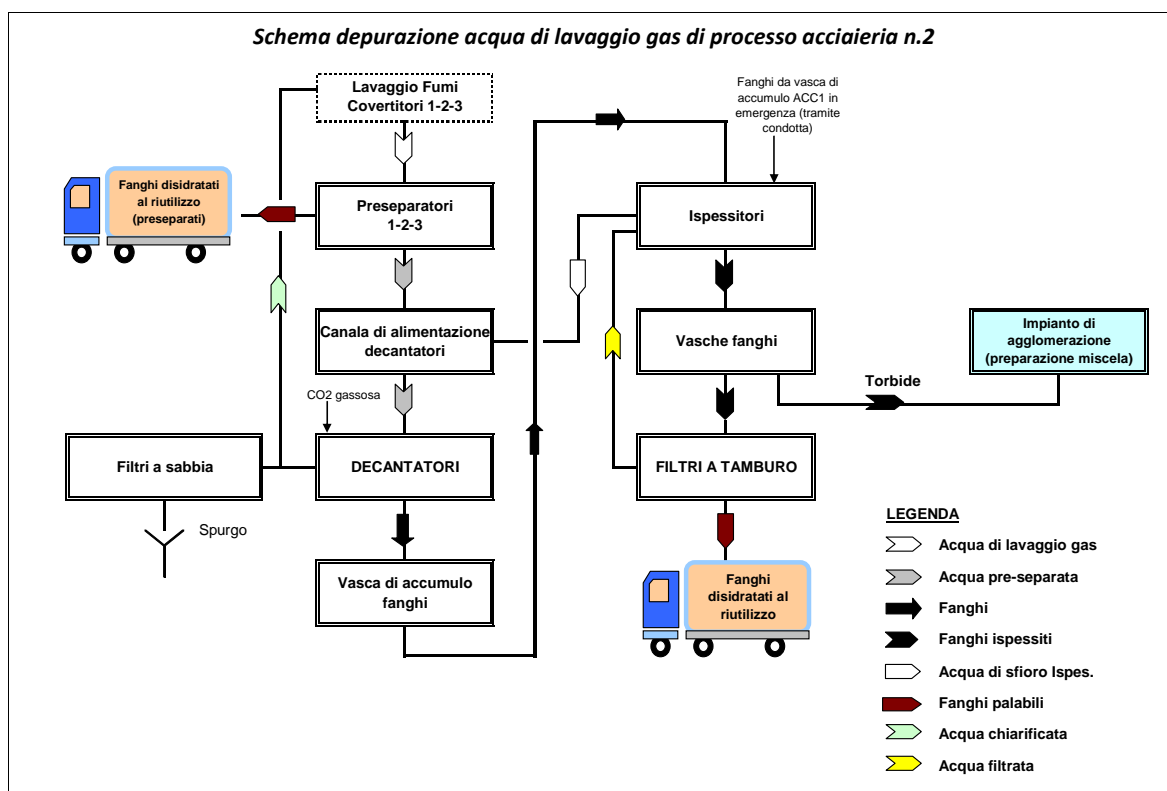 Schema depurazione acqua di lavaggio gas di processo acciaieria n.2
Lavaggio Fumi
Covertitori 1-2-3
Fanghi da vasca di
accumulo ACC1 in
emergenza (tramite
condotta)
Fanghi disidratati
al riutilizzo
(preseparati)
Preseparatori
1-2-3
Ispessitori
Canala di alimentazione
decantatori
Vasche fanghi
Impianto di
agglomerazione
(preparazione miscela)
Torbide
CO2 gassosa
Filtri a sabbia
DECANTATORI
FILTRI A TAMBURO
Spurgo
Vasca di accumulo
fanghi
Fanghi
disidratati al
riutilizzo
LEGENDA
Acqua di lavaggio gas
Acqua pre-separata
Fanghi
Fanghi ispessiti
Acqua di sfioro Ispes.
Fanghi palabili
Acqua chiarificata
Acqua filtrata